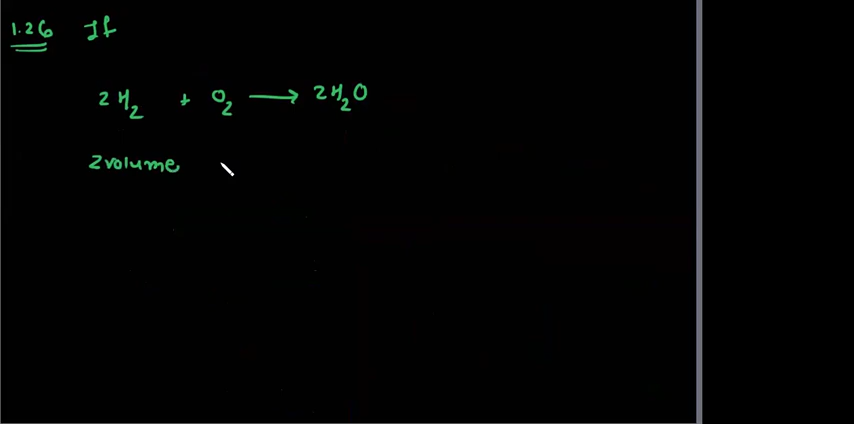 1.26 If
2H₂ + O₂ → 2H₂O
2volume